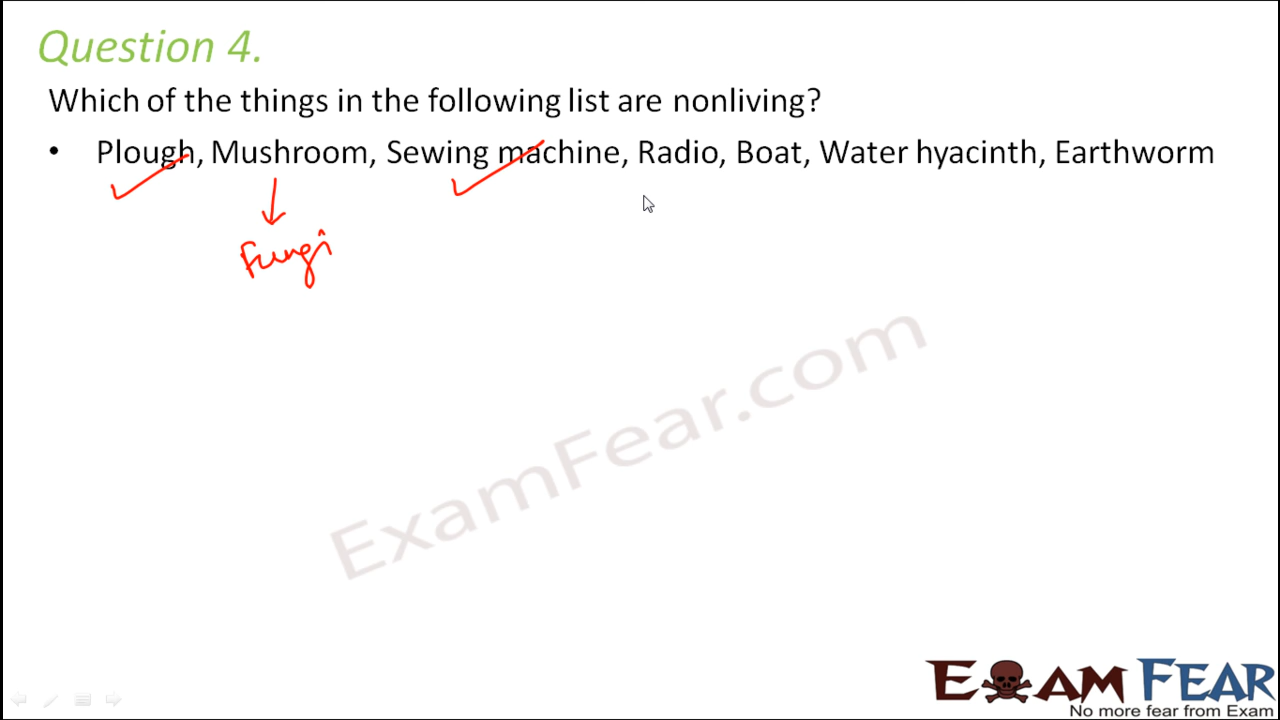 Question 4.
Which of the things in the following list are nonliving?
• Plough, Mushroom, Sewing machine, Radio, Boat, Water hyacinth, Earthworm
Fungi
ExamFear.com
EXAM FEAR
No more fear from Exam